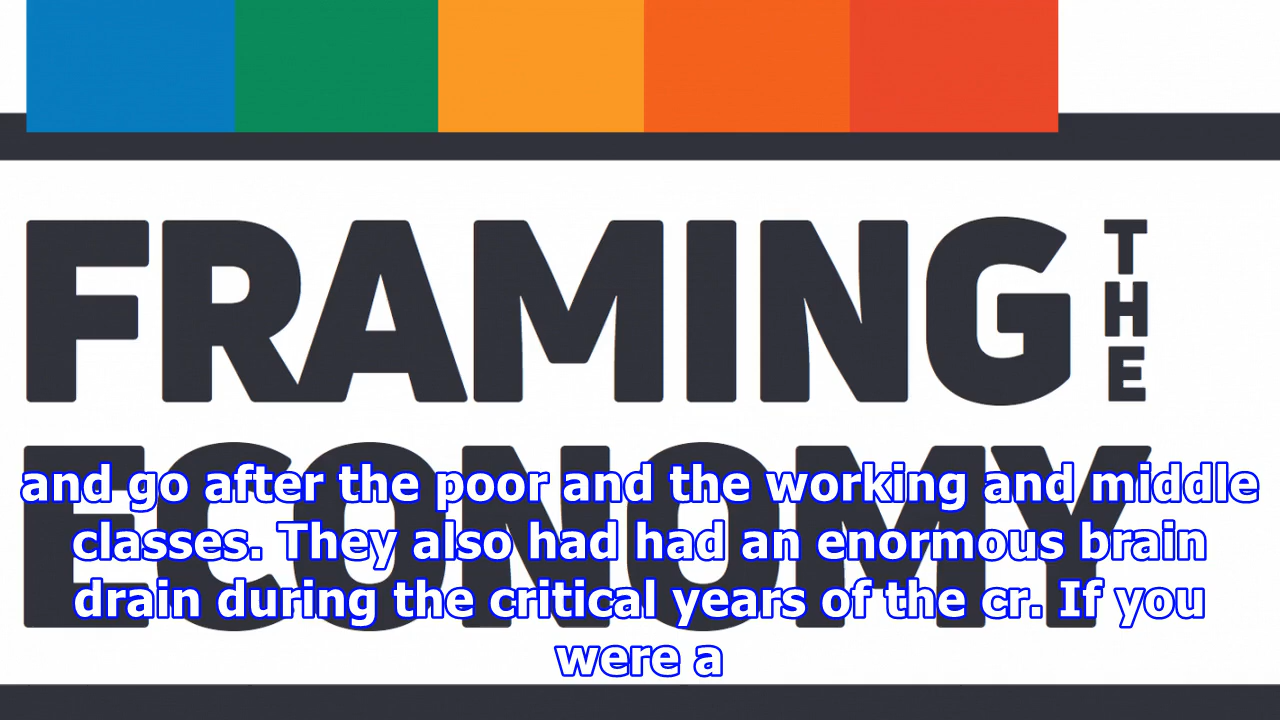 FRAMING THE
ECONOMY
and go after the poor and the working and middle
classes. They also had had an enormous brain
drain during the critical years of the cr. If you
were a